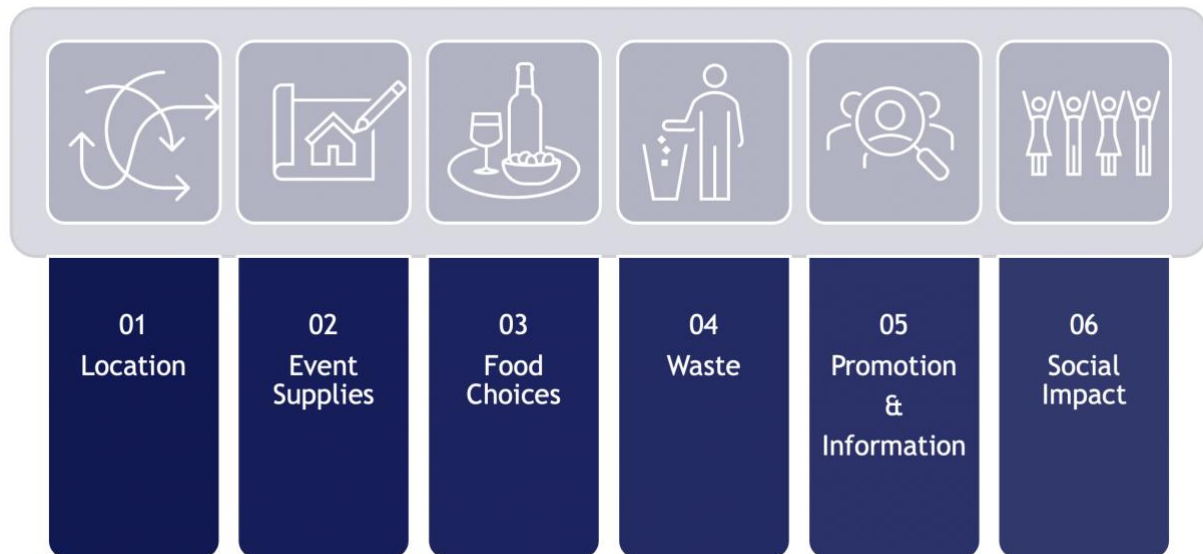 01
Location
02
Event
Supplies
03
Food
Choices
04
Waste
05
Promotion
&
Information
06
Social
Impact